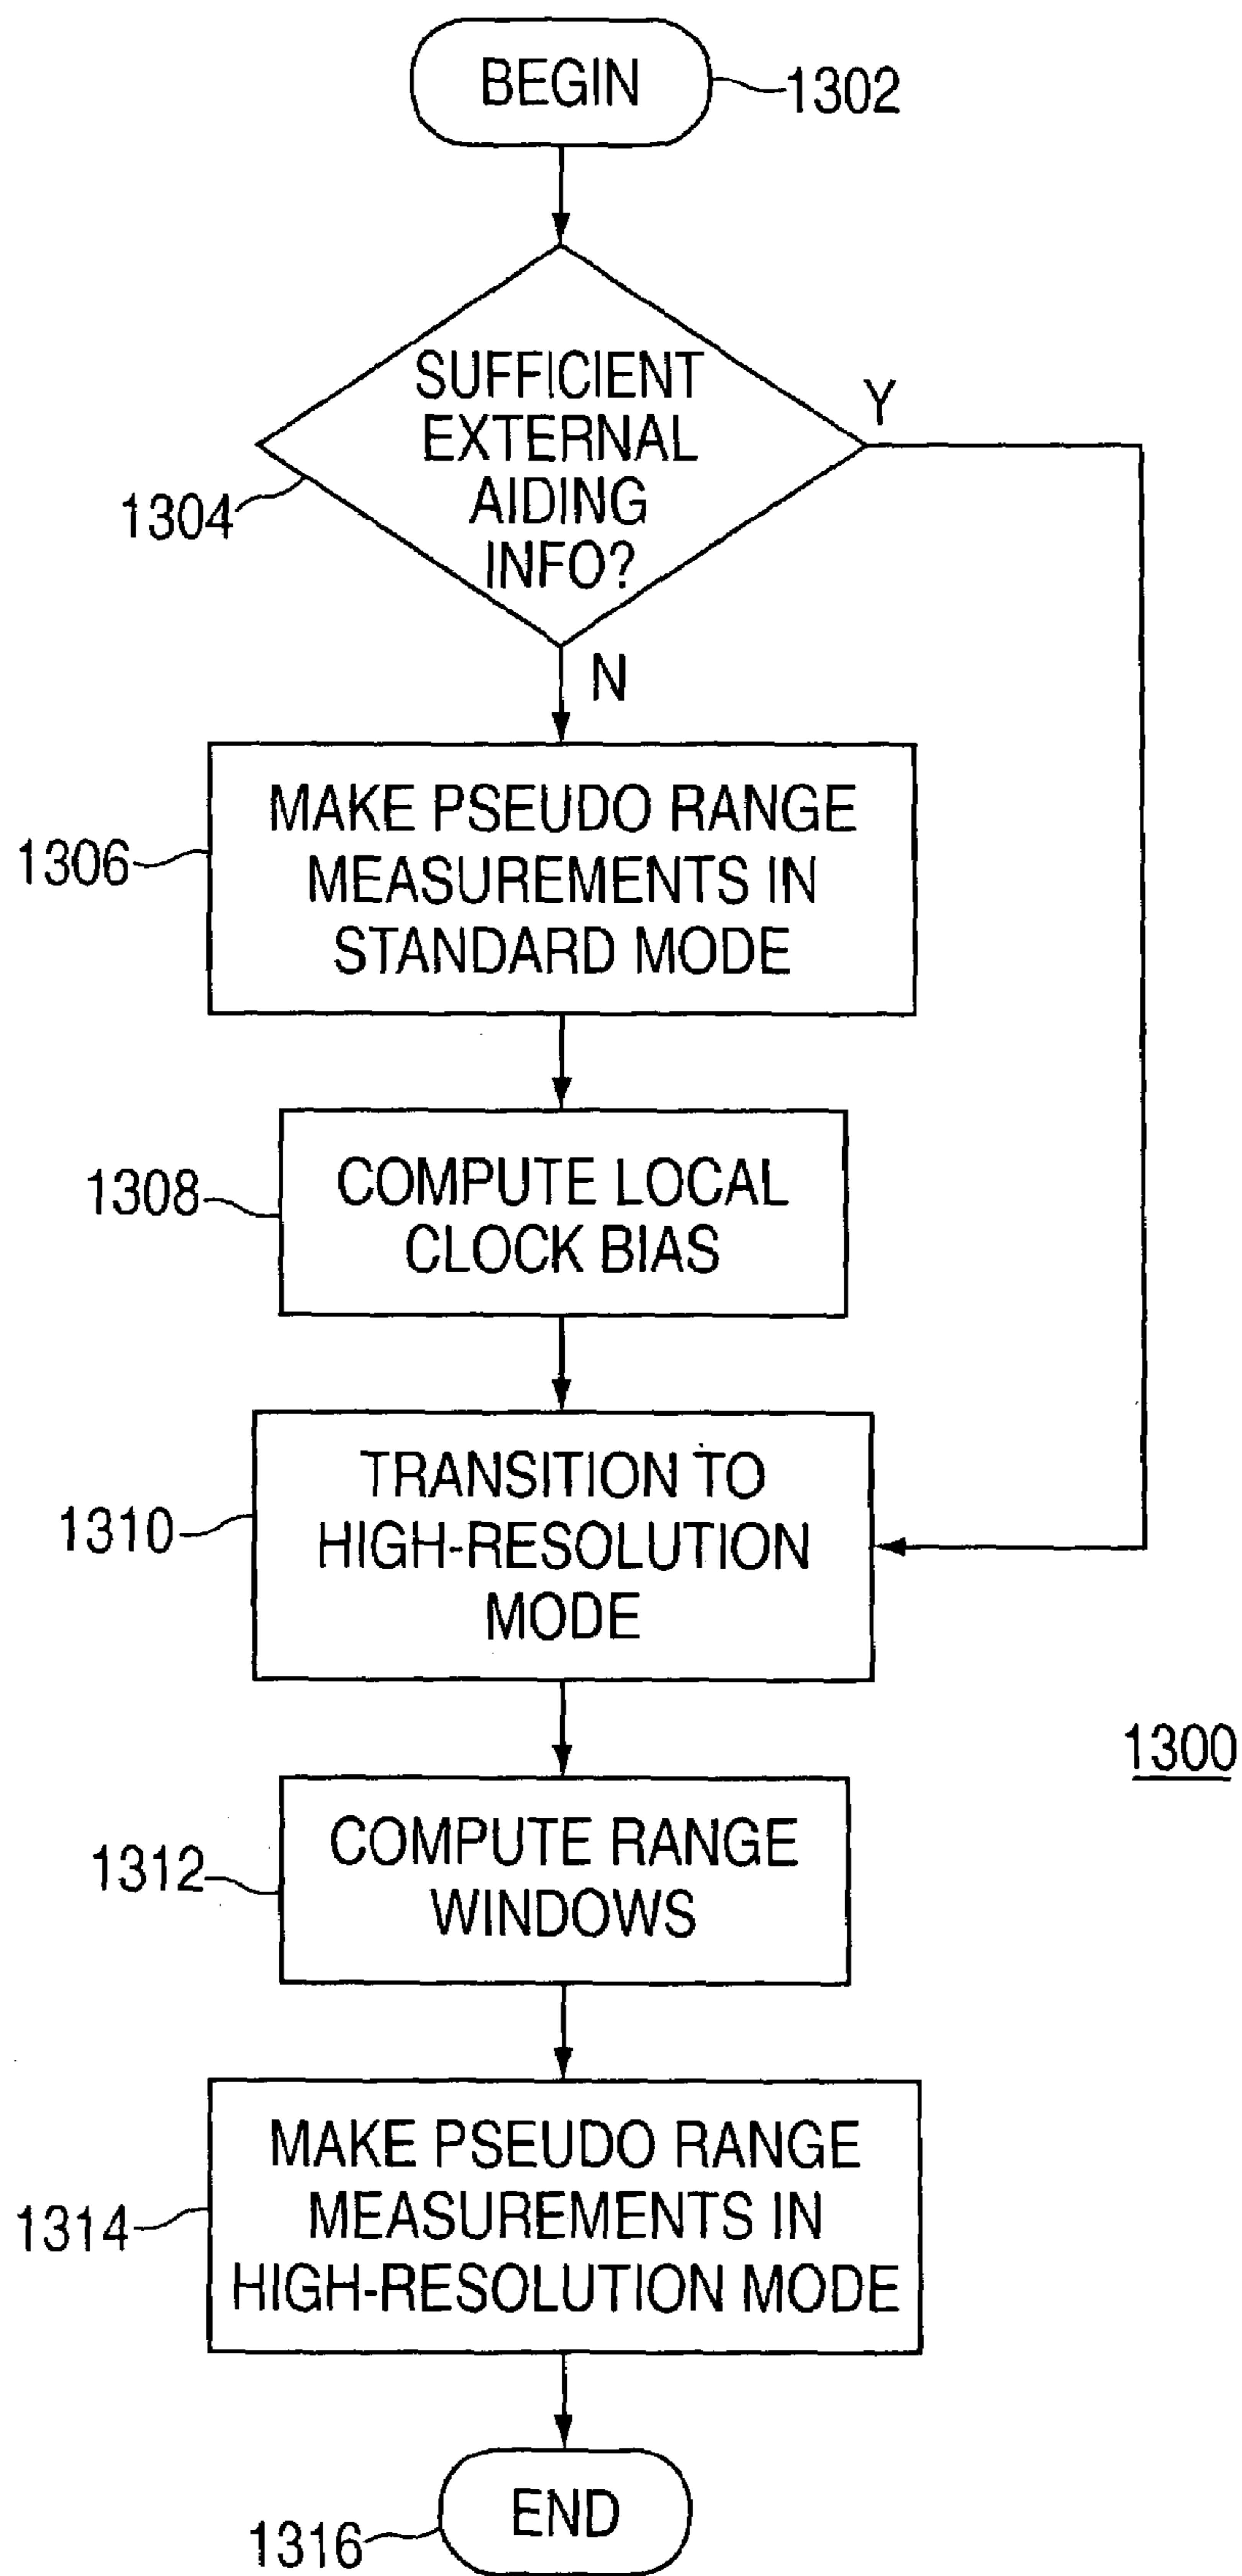 BEGIN
1302
SUFFICIENT
EXTERNAL
AIDING
INFO?
Y
1304
N
MAKE PSEUDO RANGE
MEASUREMENTS IN
STANDARD MODE
1306
COMPUTE LOCAL
CLOCK BIAS
1308
TRANSITION TO
HIGH-RESOLUTION
MODE
1310
1300
COMPUTE RANGE
WINDOWS
1312
MAKE PSEUDO RANGE
MEASUREMENTS IN
HIGH-RESOLUTION MODE
1314
END
1316